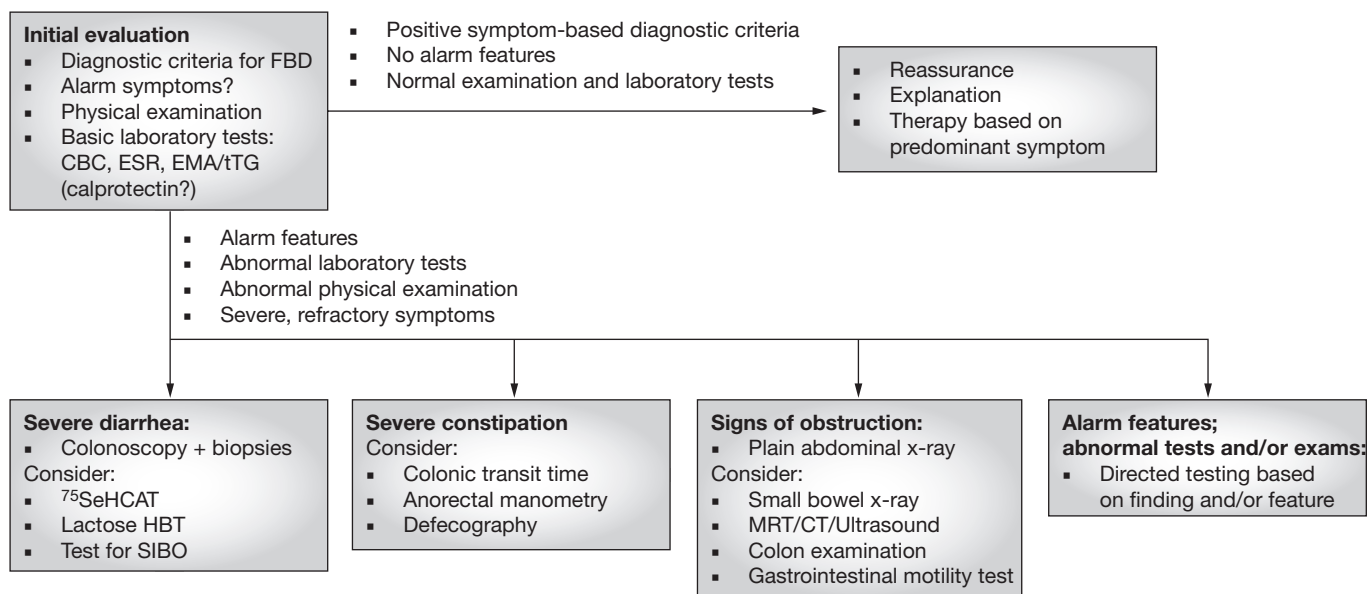 Initial evaluation
▪ Diagnostic criteria for FBD
▪ Alarm symptoms?
▪ Physical examination
▪ Basic laboratory tests:
CBC, ESR, EMA/tTG
(calprotectin?)
▪ Positive symptom-based diagnostic criteria
▪ No alarm features
▪ Normal examination and laboratory tests
▪ Reassurance
▪ Explanation
▪ Therapy based on
predominant symptom
▪ Alarm features
▪ Abnormal laboratory tests
▪ Abnormal physical examination
▪ Severe, refractory symptoms
Severe diarrhea:
▪ Colonoscopy + biopsies
Consider:
▪ ⁷⁵SeHCAT
▪ Lactose HBT
▪ Test for SIBO
Severe constipation
Consider:
▪ Colonic transit time
▪ Anorectal manometry
▪ Defecography
Signs of obstruction:
▪ Plain abdominal x-ray
Consider:
▪ Small bowel x-ray
▪ MRT/CT/Ultrasound
▪ Colon examination
▪ Gastrointestinal motility test
Alarm features;
abnormal tests and/or exams:
▪ Directed testing based
on finding and/or feature